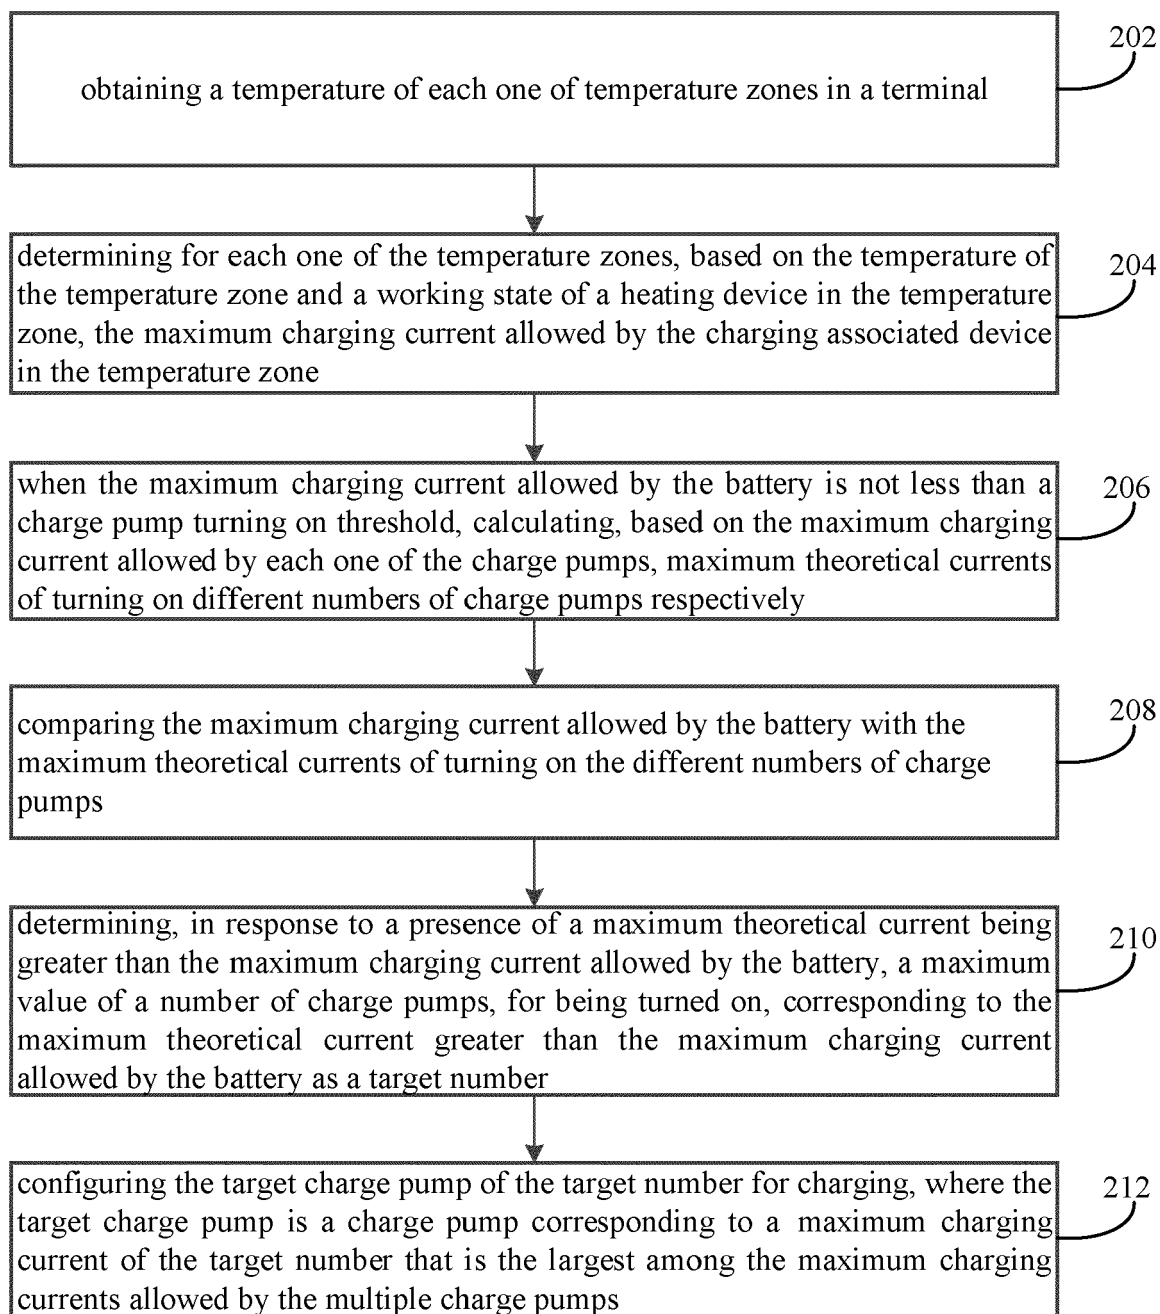 202
obtaining a temperature of each one of temperature zones in a terminal
204
determining for each one of the temperature zones, based on the temperature of
the temperature zone and a working state of a heating device in the temperature
zone, the maximum charging current allowed by the charging associated device
in the temperature zone
206
when the maximum charging current allowed by the battery is not less than a
charge pump turning on threshold, calculating, based on the maximum charging
current allowed by each one of the charge pumps, maximum theoretical currents
of turning on different numbers of charge pumps respectively
208
comparing the maximum charging current allowed by the battery with the
maximum theoretical currents of turning on the different numbers of charge
pumps
210
determining, in response to a presence of a maximum theoretical current being
greater than the maximum charging current allowed by the battery, a maximum
value of a number of charge pumps, for being turned on, corresponding to the
maximum theoretical current greater than the maximum charging current
allowed by the battery as a target number
212
configuring the target charge pump of the target number for charging, where the
target charge pump is a charge pump corresponding to a maximum charging
current of the target number that is the largest among the maximum charging
currents allowed by the multiple charge pumps